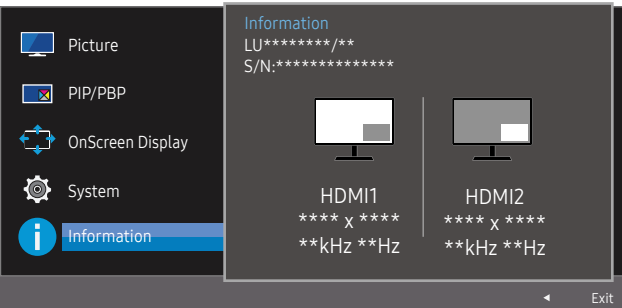 Picture
PIP/PBP
OnScreen Display
System
Information
Information
LU********/**
S/N:**************
HDMI1
**** x ****
**kHz **Hz
HDMI2
**** x ****
**kHz **Hz
Exit